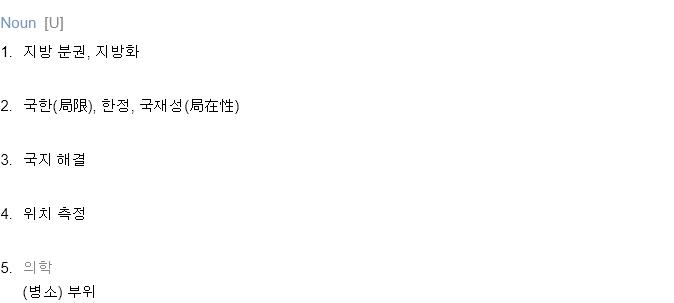 Noun [U]
1. 지방 분권, 지방화
2. 국한(局限), 한정, 국재성(局在性)
3. 국지 해결
4. 위치 측정
5. 의학
(병소) 부위